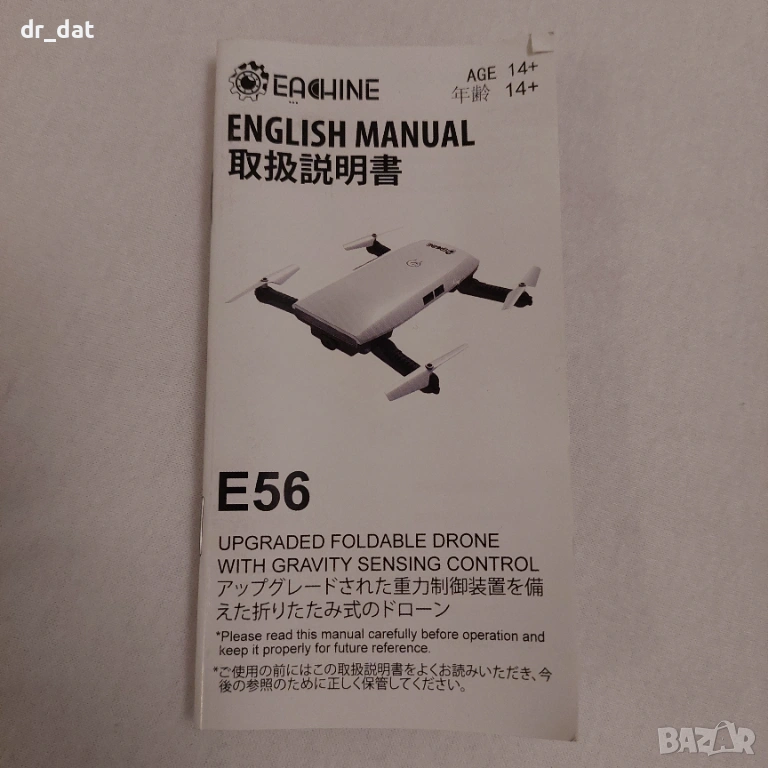 dr_dat
EACHINE
AGE 14+
年齢 14+
ENGLISH MANUAL
取扱説明書
E56
UPGRADED FOLDABLE DRONE
WITH GRAVITY SENSING CONTROL
アップグレードされた重力制御装置を備
えた折りたたみ式のドローン
*Please read this manual carefully before operation and
keep it properly for future reference.
*ご使用の前にはこの取扱説明書をよくお読みいただき、今
後の参照のために正しく保管してください。
BAZAR